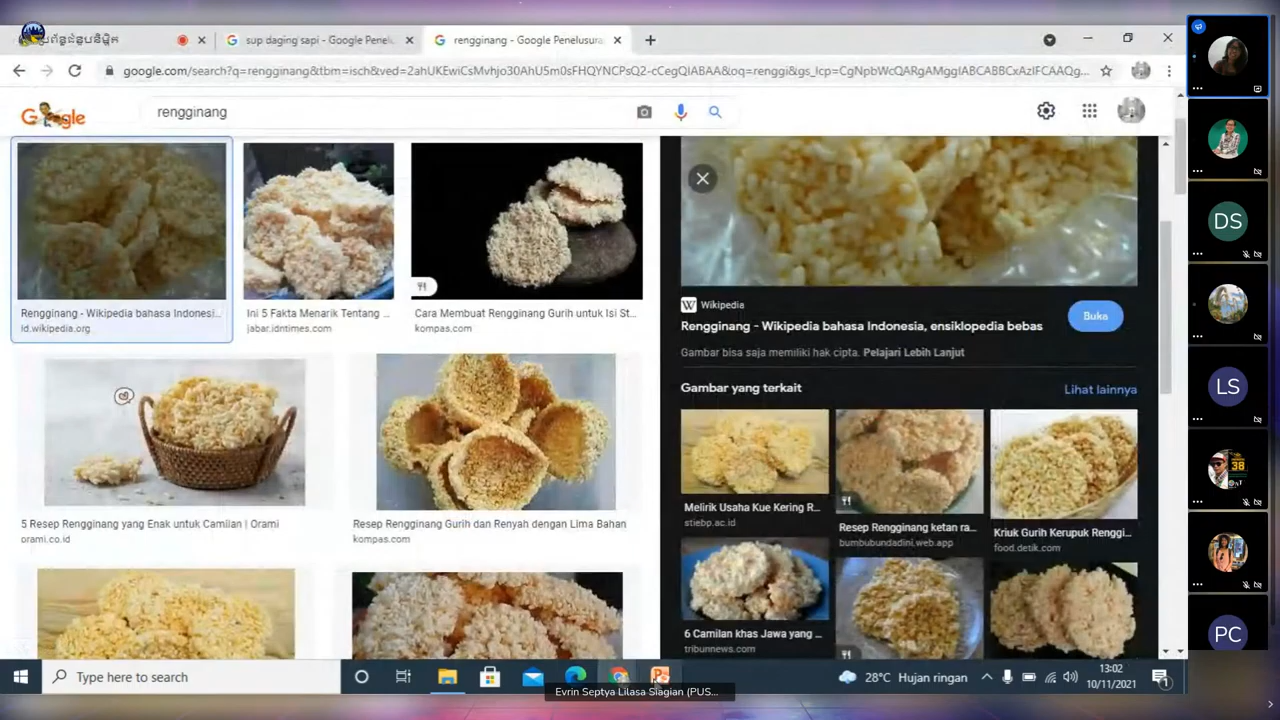 sup daging sapi - Google Penelu
rengginang - Google Penelusura
google.com/search?q=rengginang&tbm=isch&ved=2ahUKEwiCsMvhjo30AhU5m0sFHQYNCPsQ2-cCegQIABAA&oq=renggi&gs_lcp=CgNpbWcQARgAMggIABCABBCxAzIFCAAQg...
Google
rengginang
Rengginang - Wikipedia bahasa Indonesi...
id.wikipedia.org
Ini 5 Fakta Menarik Tentang ...
jabar.idntimes.com
Cara Membuat Rengginang Gurih untuk Isi St...
kompas.com
5 Resep Rengginang yang Enak untuk Camilan | Orami
orami.co.id
Resep Rengginang Gurih dan Renyah dengan Lima Bahan
kompas.com
Wikipedia
Rengginang - Wikipedia bahasa Indonesia, ensiklopedia bebas
Buka
Gambar bisa saja memiliki hak cipta. Pelajari Lebih Lanjut
Gambar yang terkait
Lihat lainnya
Melirik Usaha Kue Kering R...
stiebp.ac.id
Resep Rengginang ketan ra...
bumbubundadini.web.app
Kriuk Gurih Kerupuk Renggi...
food.detik.com
6 Camilan khas Jawa yang ...
tribunnews.com
DS
LS
38
PC
Type here to search
28°C Hujan ringan
13:02
10/11/2021
1
Evrin Septya Lilasa Siagian (PUS...